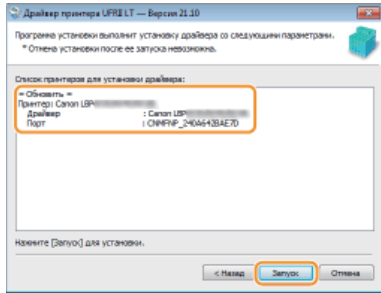 Драйвер принтера UFRII LT — Версия 21.10
Программа установки выполнит установку драйвера со следующими параметрами.
* Отмена установки после ее запуска невозможна.
Список принтеров для установки драйвера:
= Обновить =
Принтер: Canon LBP
Драйвер : Canon LBP
Порт : CNMFNP_240A642BAE7D
Нажмите [Запуск] для установки.
< Назад Запуск Отмена